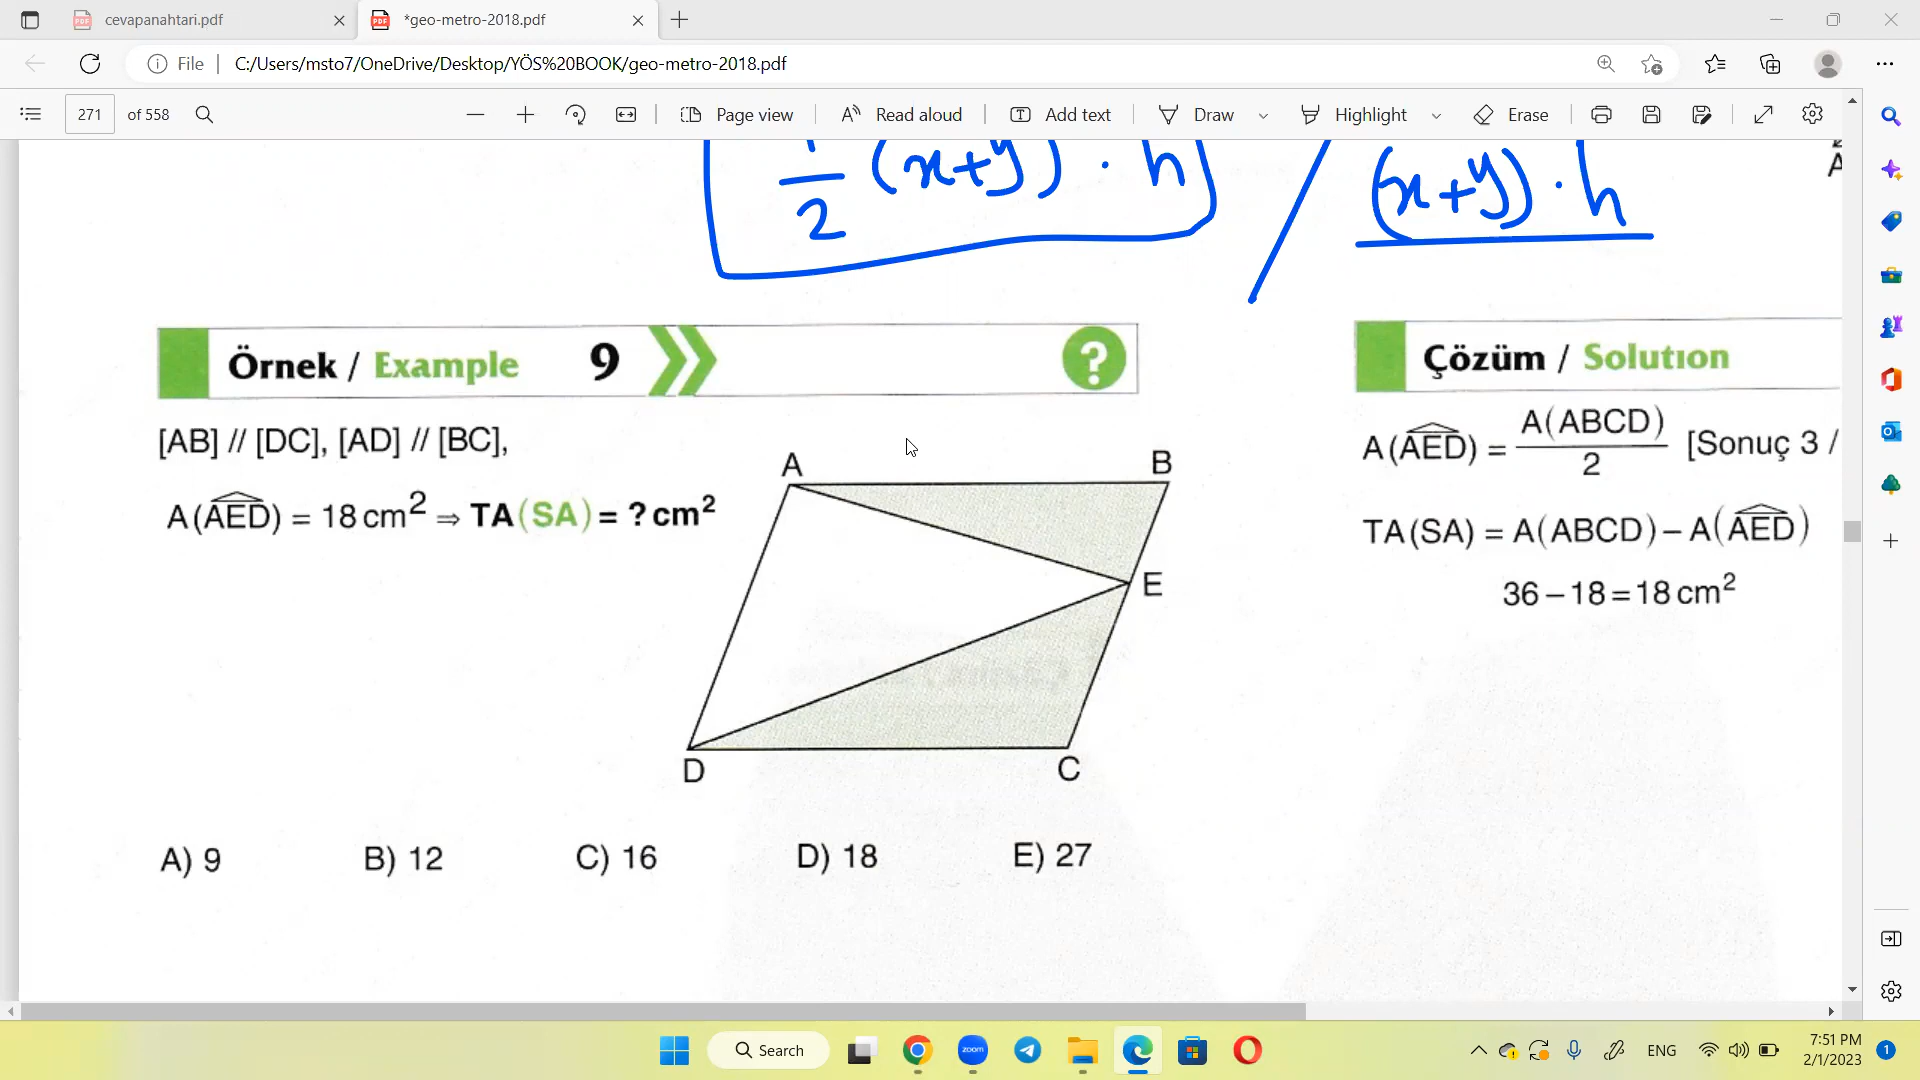 cevapanahtari.pdf
*geo-metro-2018.pdf
File
C:/Users/msto7/OneDrive/Desktop/YÖS%20BOOK/geo-metro-2018.pdf
271 of 558
Page view
Read aloud
Add text
Draw
Highlight
Erase
2 (x+y) · h
(x+y) · h
Örnek / Example 9
?
[AB] // [DC], [AD] // [BC],
A(AED) = 18 cm² ⇒ TA(SA) = ? cm²
A
B
E
D
C
A) 9
B) 12
C) 16
D) 18
E) 27
Çözüm / Solution
A(AED) = A(ABCD) / 2 [Sonuç 3 /
TA(SA) = A(ABCD) – A(AED)
36 – 18 = 18 cm²
Search
zoom
ENG
7:51 PM
2/1/2023
1